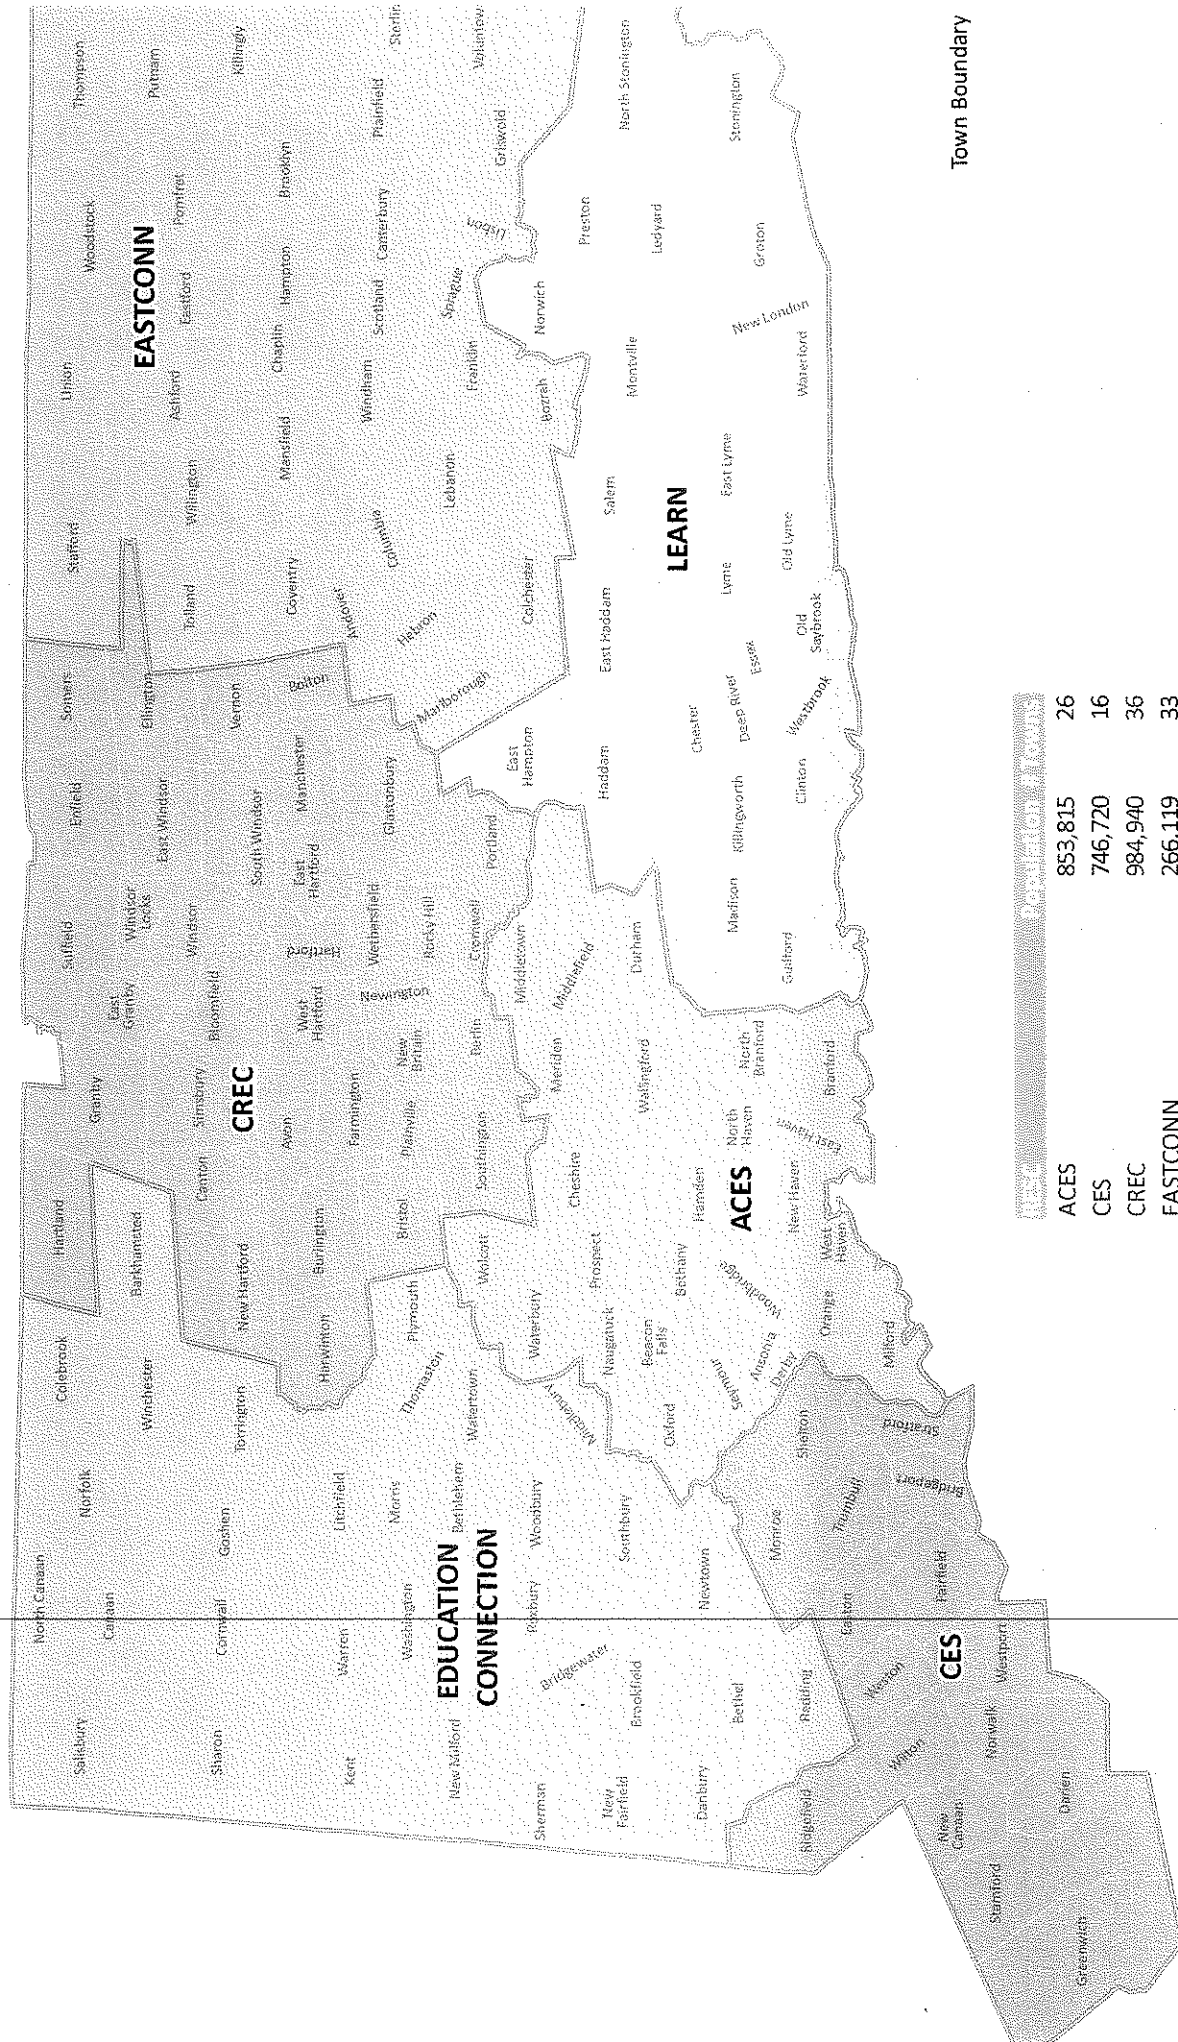 North Canaan
Salisbury
Canaan
Norfolk
Colebrook
Hartland
Granby
East
Granby
Suffield
Enfield
Somers
Stafford
Union
Woodstock
Thompson
Sharon
Cornwall
Goshen
Winchester
Torrington
Barkhamsted
New Hartford
Canton
Simsbury
Bloomfield
Windsor
Windsor
Locks
East Windsor
South Windsor
Ellington
Vernon
Tolland
Willington
Ashford
Eastford
Pomfret
Putnam
Killingly
EASTCONN
CREC
Kent
Warren
Litchfield
Harwinton
Burlington
Avon
Farmington
West
Hartford
Hartford
East
Hartford
Manchester
Bolton
Coventry
Andover
Mansfield
Chaplin
Hampton
Brooklyn
Washington
Morris
Thomaston
Plymouth
Bristol
Plainville
New
Britain
Newington
Wethersfield
Rocky Hill
Glastonbury
Hebron
Columbia
Windham
Scotland
Canterbury
Plainfield
Sterlin
EDUCATION
CONNECTION
New Milford
Bethlehem
Watertown
Wolcott
Southington
Berlin
Cromwell
Portland
Marlborough
Lebanon
Franklin
Sprague
Lisbon
Griswold
Voluntown
Sherman
Bridgewater
Roxbury
Woodbury
Middlebury
Waterbury
Cheshire
Meriden
Middletown
Middlefield
East
Hampton
Colchester
Bozrah
Norwich
Preston
North Stonington
New
Fairfield
Brookfield
Southbury
Oxford
Naugatuck
Beacon
Falls
Prospect
Wallingford
Durham
Haddam
East Haddam
Salem
Montville
Ledyard
LEARN
Danbury
Bethel
Newtown
Seymour
Ansonia
Derby
Bethany
Woodbridge
Hamden
ACES
North
Haven
North
Branford
Madison
Killingworth
Chester
Deep River
Essex
Lyme
East Lyme
New London
Groton
Stonington
Ridgefield
Redding
Monroe
Shelton
Orange
New Haven
West
Haven
East Haven
Branford
Guilford
Clinton
Westbrook
Old
Saybrook
Old Lyme
Waterford
Easton
Trumbull
Weston
Wilton
Milford
Stratford
Bridgeport
Fairfield
CES
New
Canaan
Norwalk
Westport
Stamford
Darien
Greenwich
Town Boundary
ACES 853,815 26
CES 746,720 16
CREC 984,940 36
EASTCONN 266,119 33